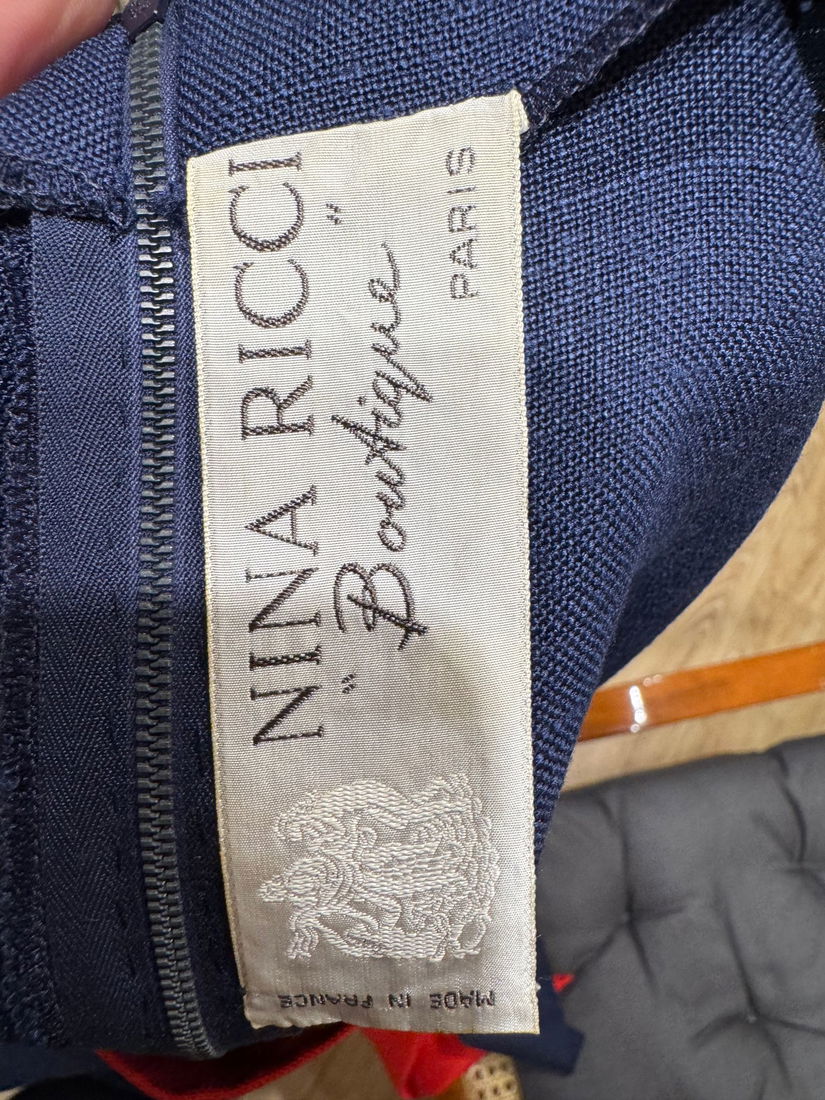 NINA RICCI
"Boutique"
PARIS
MADE IN FRANCE